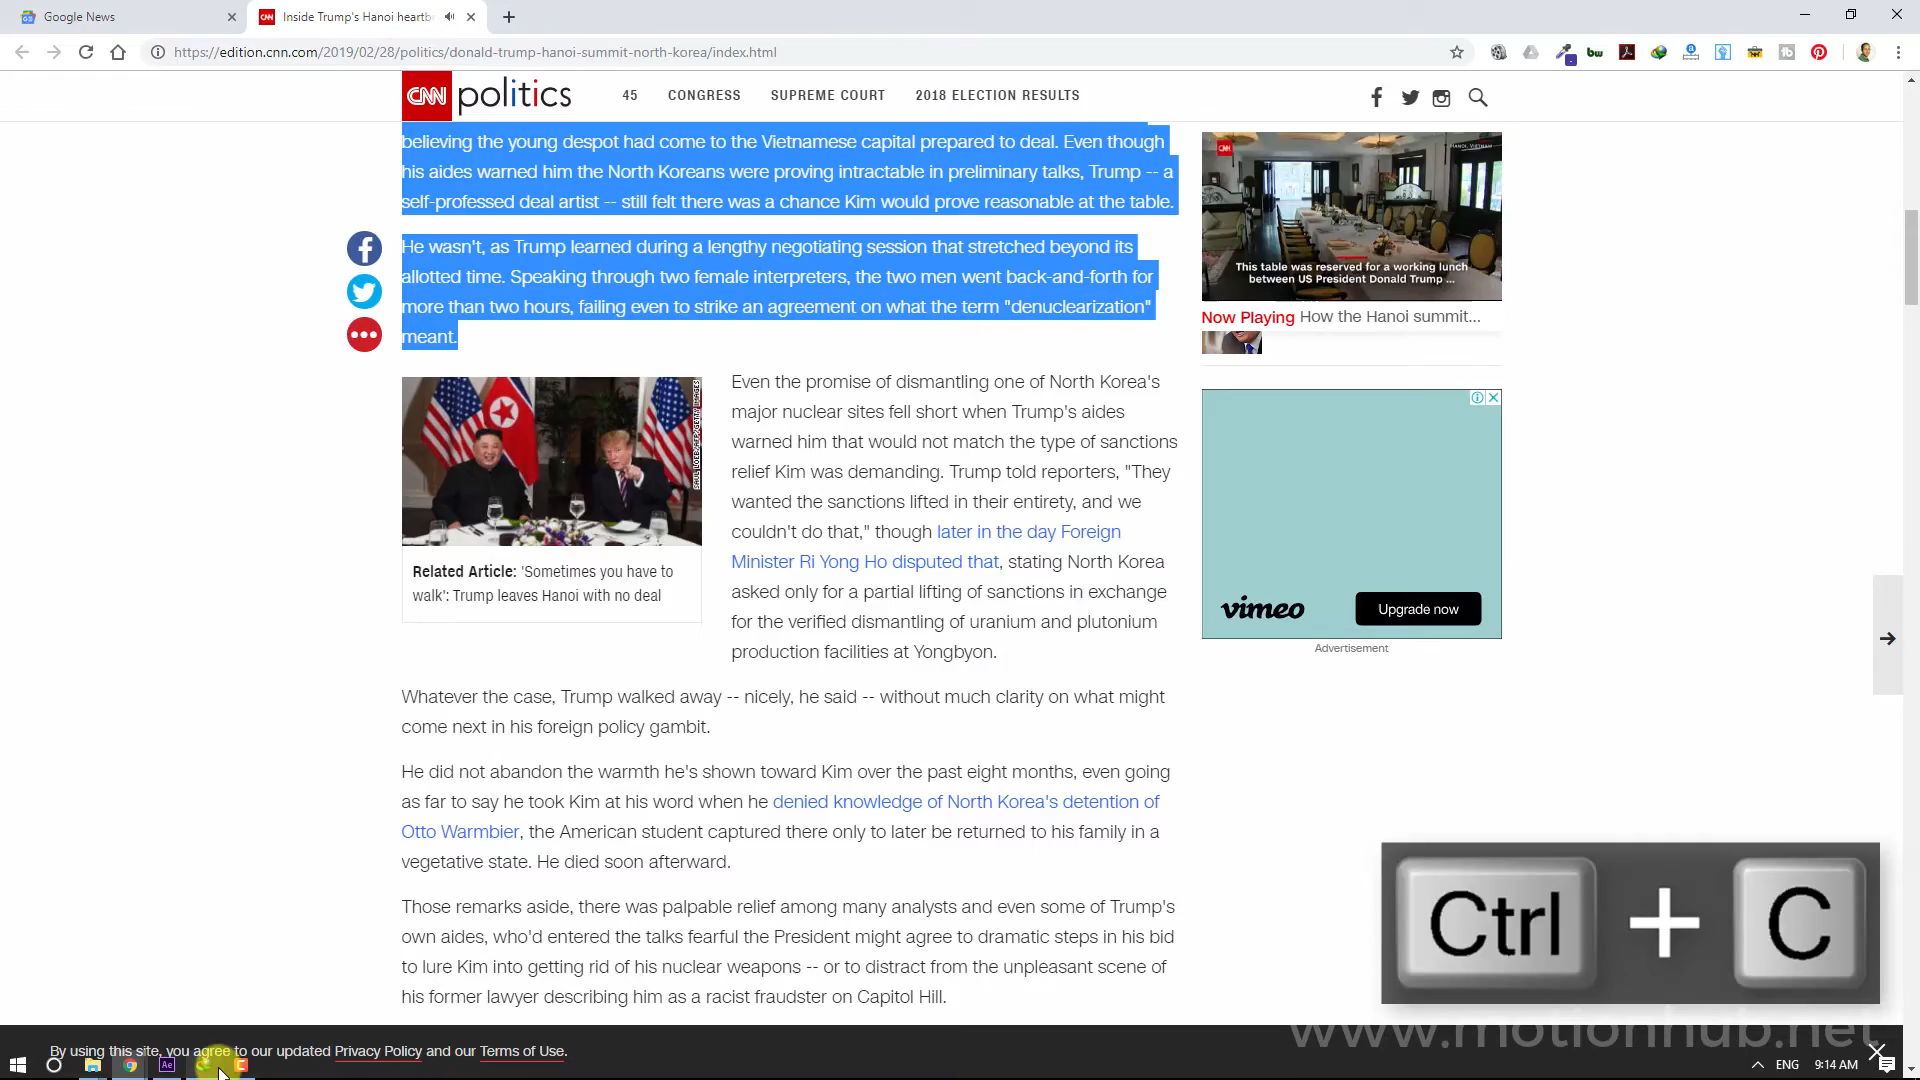 Google News
Inside Trump's Hanoi heartb
https://edition.cnn.com/2019/02/28/politics/donald-trump-hanoi-summit-north-korea/index.html
CNN politics
45 CONGRESS SUPREME COURT 2018 ELECTION RESULTS
believing the young despot had come to the Vietnamese capital prepared to deal. Even though
his aides warned him the North Koreans were proving intractable in preliminary talks, Trump -- a
self-professed deal artist -- still felt there was a chance Kim would prove reasonable at the table.
He wasn't, as Trump learned during a lengthy negotiating session that stretched beyond its
allotted time. Speaking through two female interpreters, the two men went back-and-forth for
more than two hours, failing even to strike an agreement on what the term "denuclearization"
meant.
SAUL LOEB/AFP/GETTY IMAGES
Related Article: 'Sometimes you have to
walk': Trump leaves Hanoi with no deal
Even the promise of dismantling one of North Korea's
major nuclear sites fell short when Trump's aides
warned him that would not match the type of sanctions
relief Kim was demanding. Trump told reporters, "They
wanted the sanctions lifted in their entirety, and we
couldn't do that," though later in the day Foreign
Minister Ri Yong Ho disputed that, stating North Korea
asked only for a partial lifting of sanctions in exchange
for the verified dismantling of uranium and plutonium
production facilities at Yongbyon.
Whatever the case, Trump walked away -- nicely, he said -- without much clarity on what might
come next in his foreign policy gambit.
He did not abandon the warmth he's shown toward Kim over the past eight months, even going
as far to say he took Kim at his word when he denied knowledge of North Korea's detention of
Otto Warmbier, the American student captured there only to later be returned to his family in a
vegetative state. He died soon afterward.
Those remarks aside, there was palpable relief among many analysts and even some of Trump's
own aides, who'd entered the talks fearful the President might agree to dramatic steps in his bid
to lure Kim into getting rid of his nuclear weapons -- or to distract from the unpleasant scene of
his former lawyer describing him as a racist fraudster on Capitol Hill.
CNN
HANOI, VIETNAM
This table was reserved for a working lunch
between US President Donald Trump ...
Now Playing How the Hanoi summit...
vimeo
Upgrade now
Advertisement
Ctrl + C
www.motionhub.net
By using this site, you agree to our updated Privacy Policy and our Terms of Use.
Ae
ENG 9:14 AM